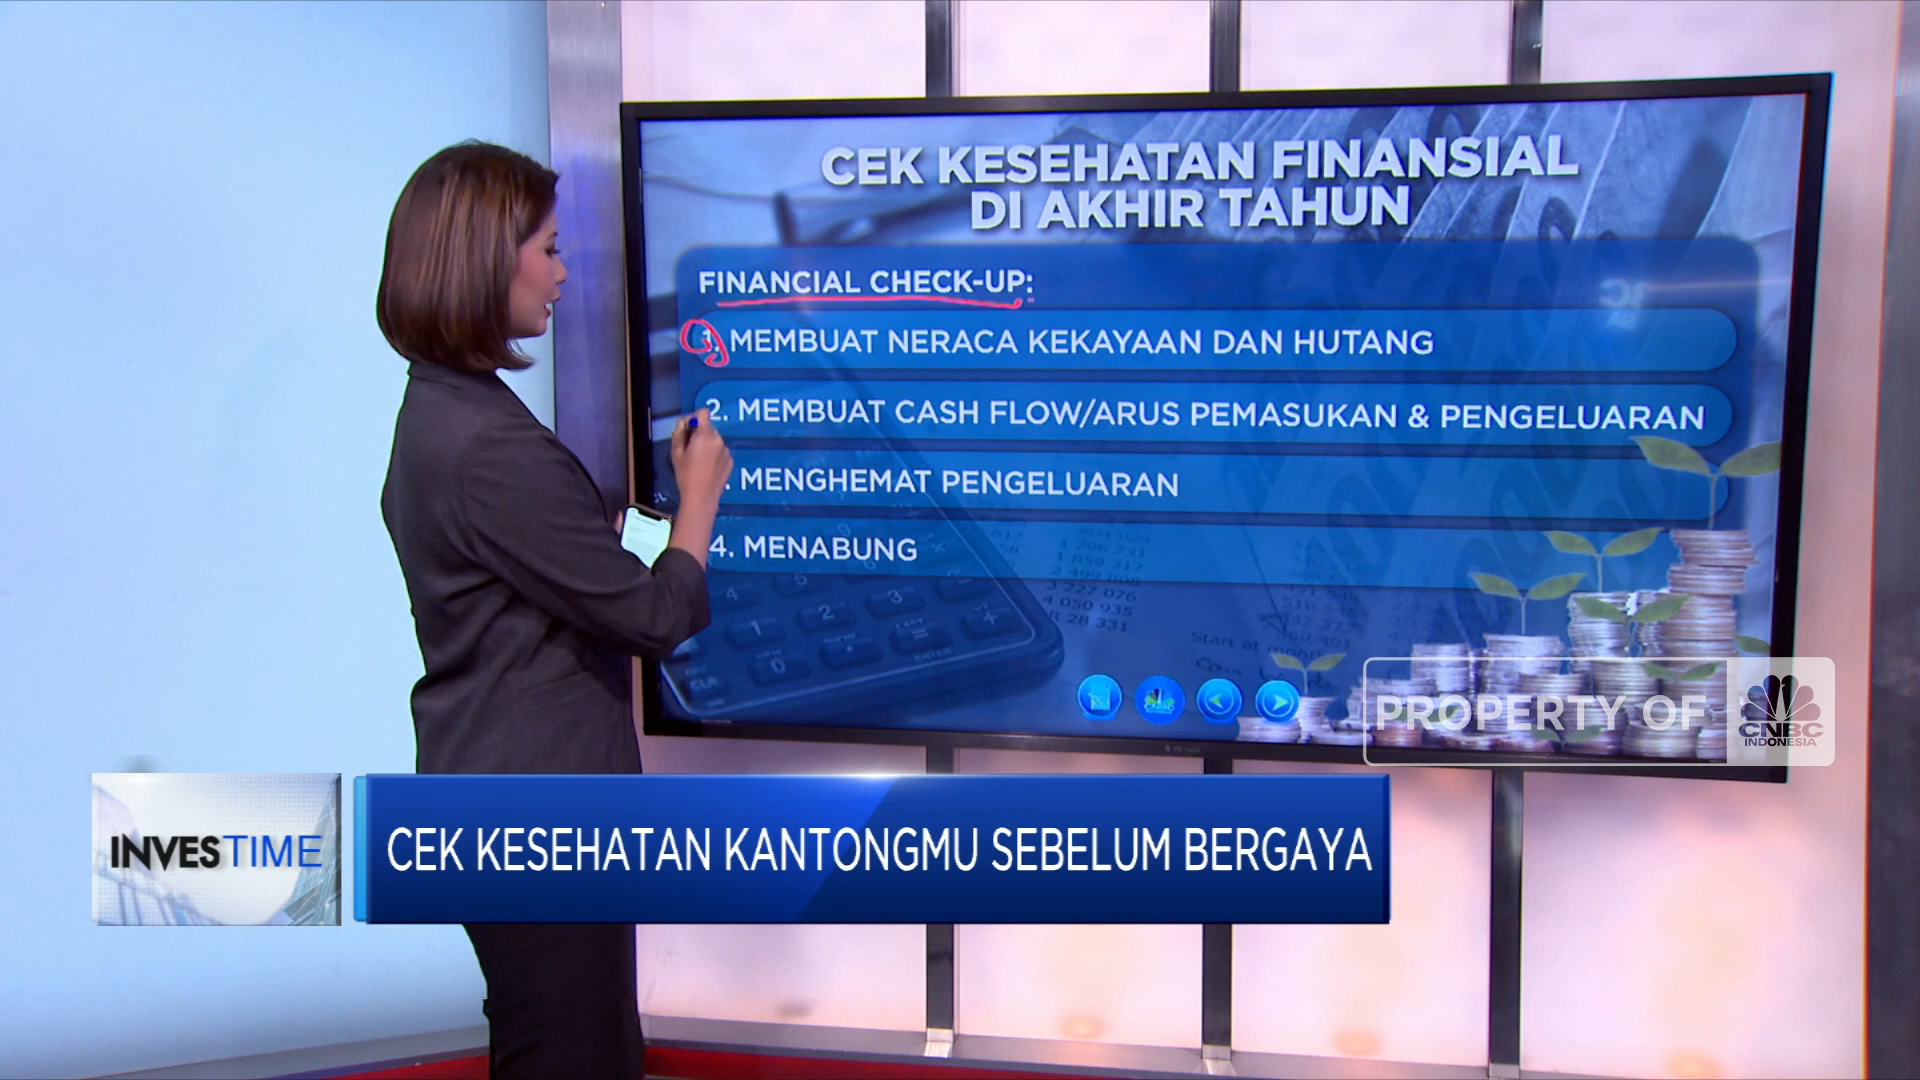 CEK KESEHATAN FINANSIAL
DI AKHIR TAHUN
FINANCIAL CHECK-UP:
1. MEMBUAT NERACA KEKAYAAN DAN HUTANG
2. MEMBUAT CASH FLOW/ARUS PEMASUKAN & PENGELUARAN
. MENGHEMAT PENGELUARAN
4. MENABUNG
PROPERTY OF
CNBC
INDONESIA
INVESTIME
CEK KESEHATAN KANTONGMU SEBELUM BERGAYA